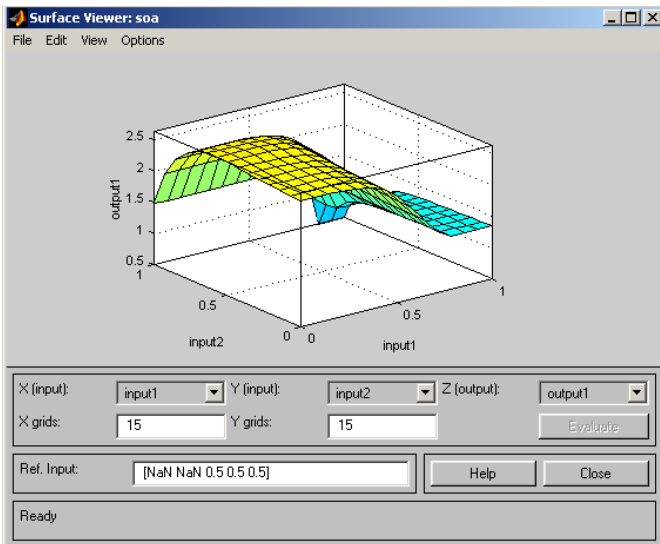 Surface Viewer: soa
File Edit View Options
2.5
2
1.5
1
0.5
output1
1
0.5
0
input2
0
0.5
1
input1
X (input): input1 Y (input): input2 Z (output): output1
X grids: 15 Y grids: 15 Evaluate
Ref. Input: [NaN NaN 0.5 0.5 0.5] Help Close
Ready